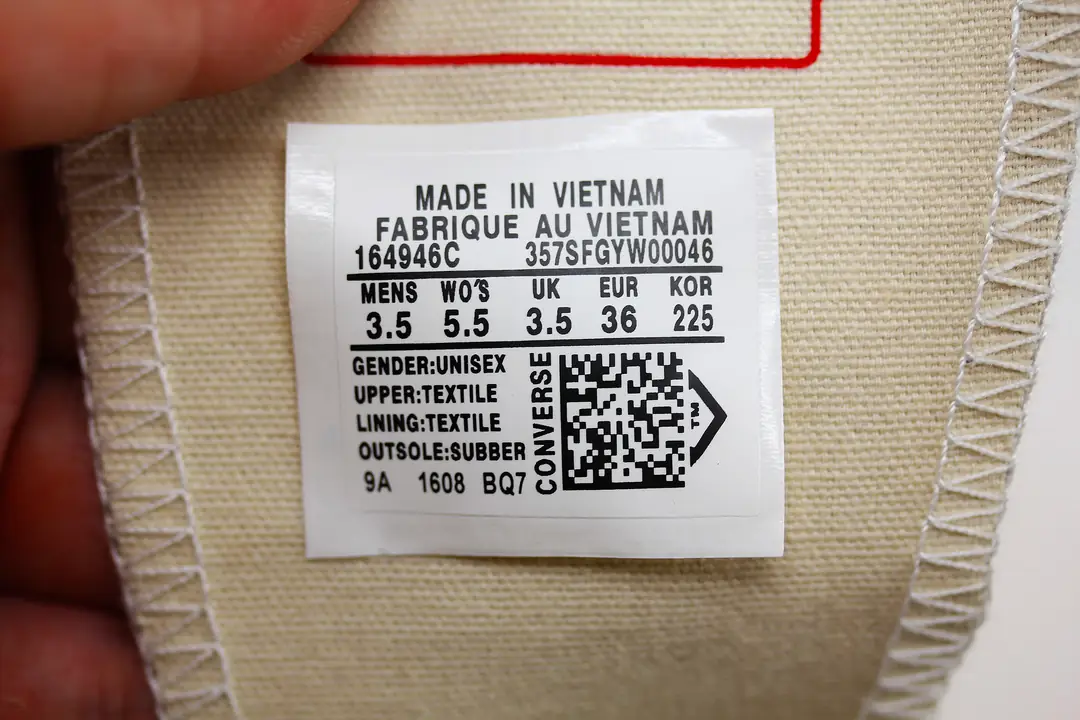 MADE IN VIETNAM
FABRIQUE AU VIETNAM
164946C 357SFGYW00046
MENS WO'S UK EUR KOR
3.5 5.5 3.5 36 225
GENDER:UNISEX
UPPER:TEXTILE
LINING:TEXTILE
OUTSOLE:SUBBER
9A 1608 BQ7
CONVERSE
TM